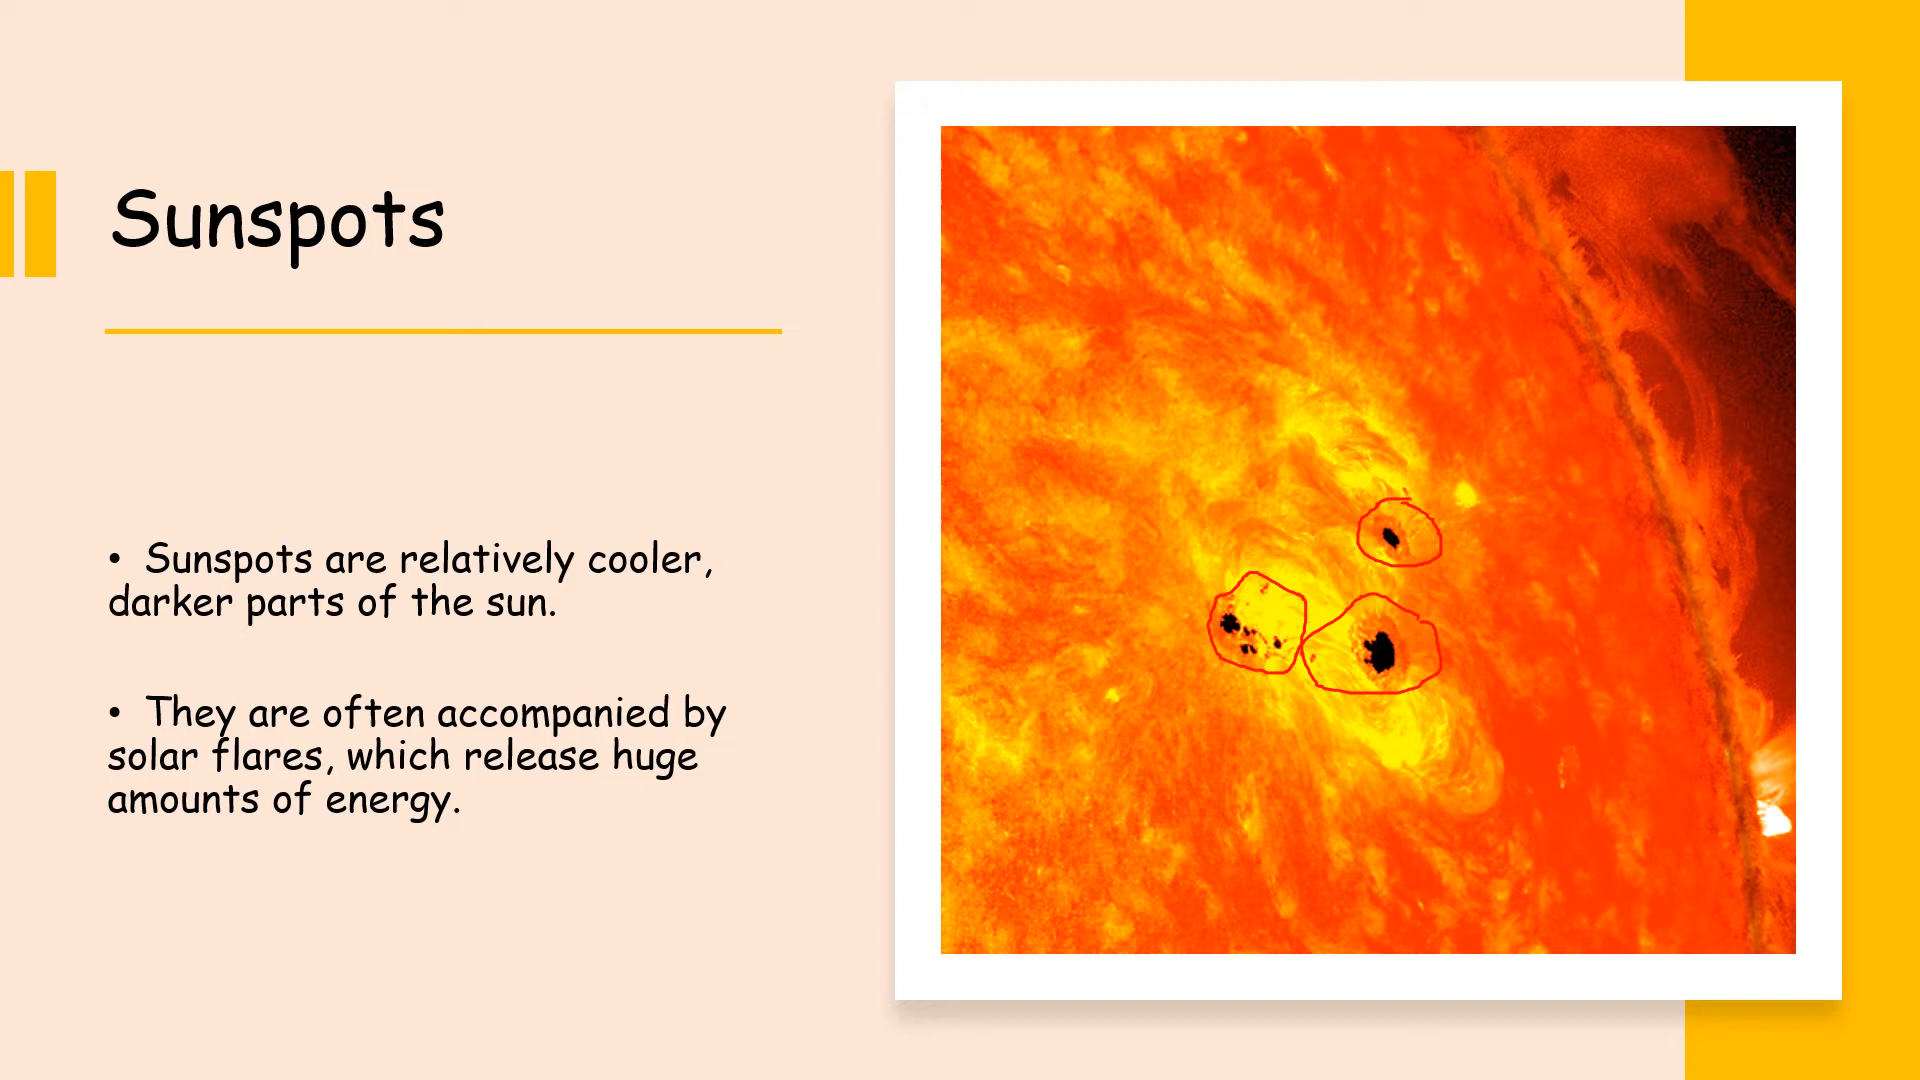 Sunspots
• Sunspots are relatively cooler,
darker parts of the sun.
• They are often accompanied by
solar flares, which release huge
amounts of energy.